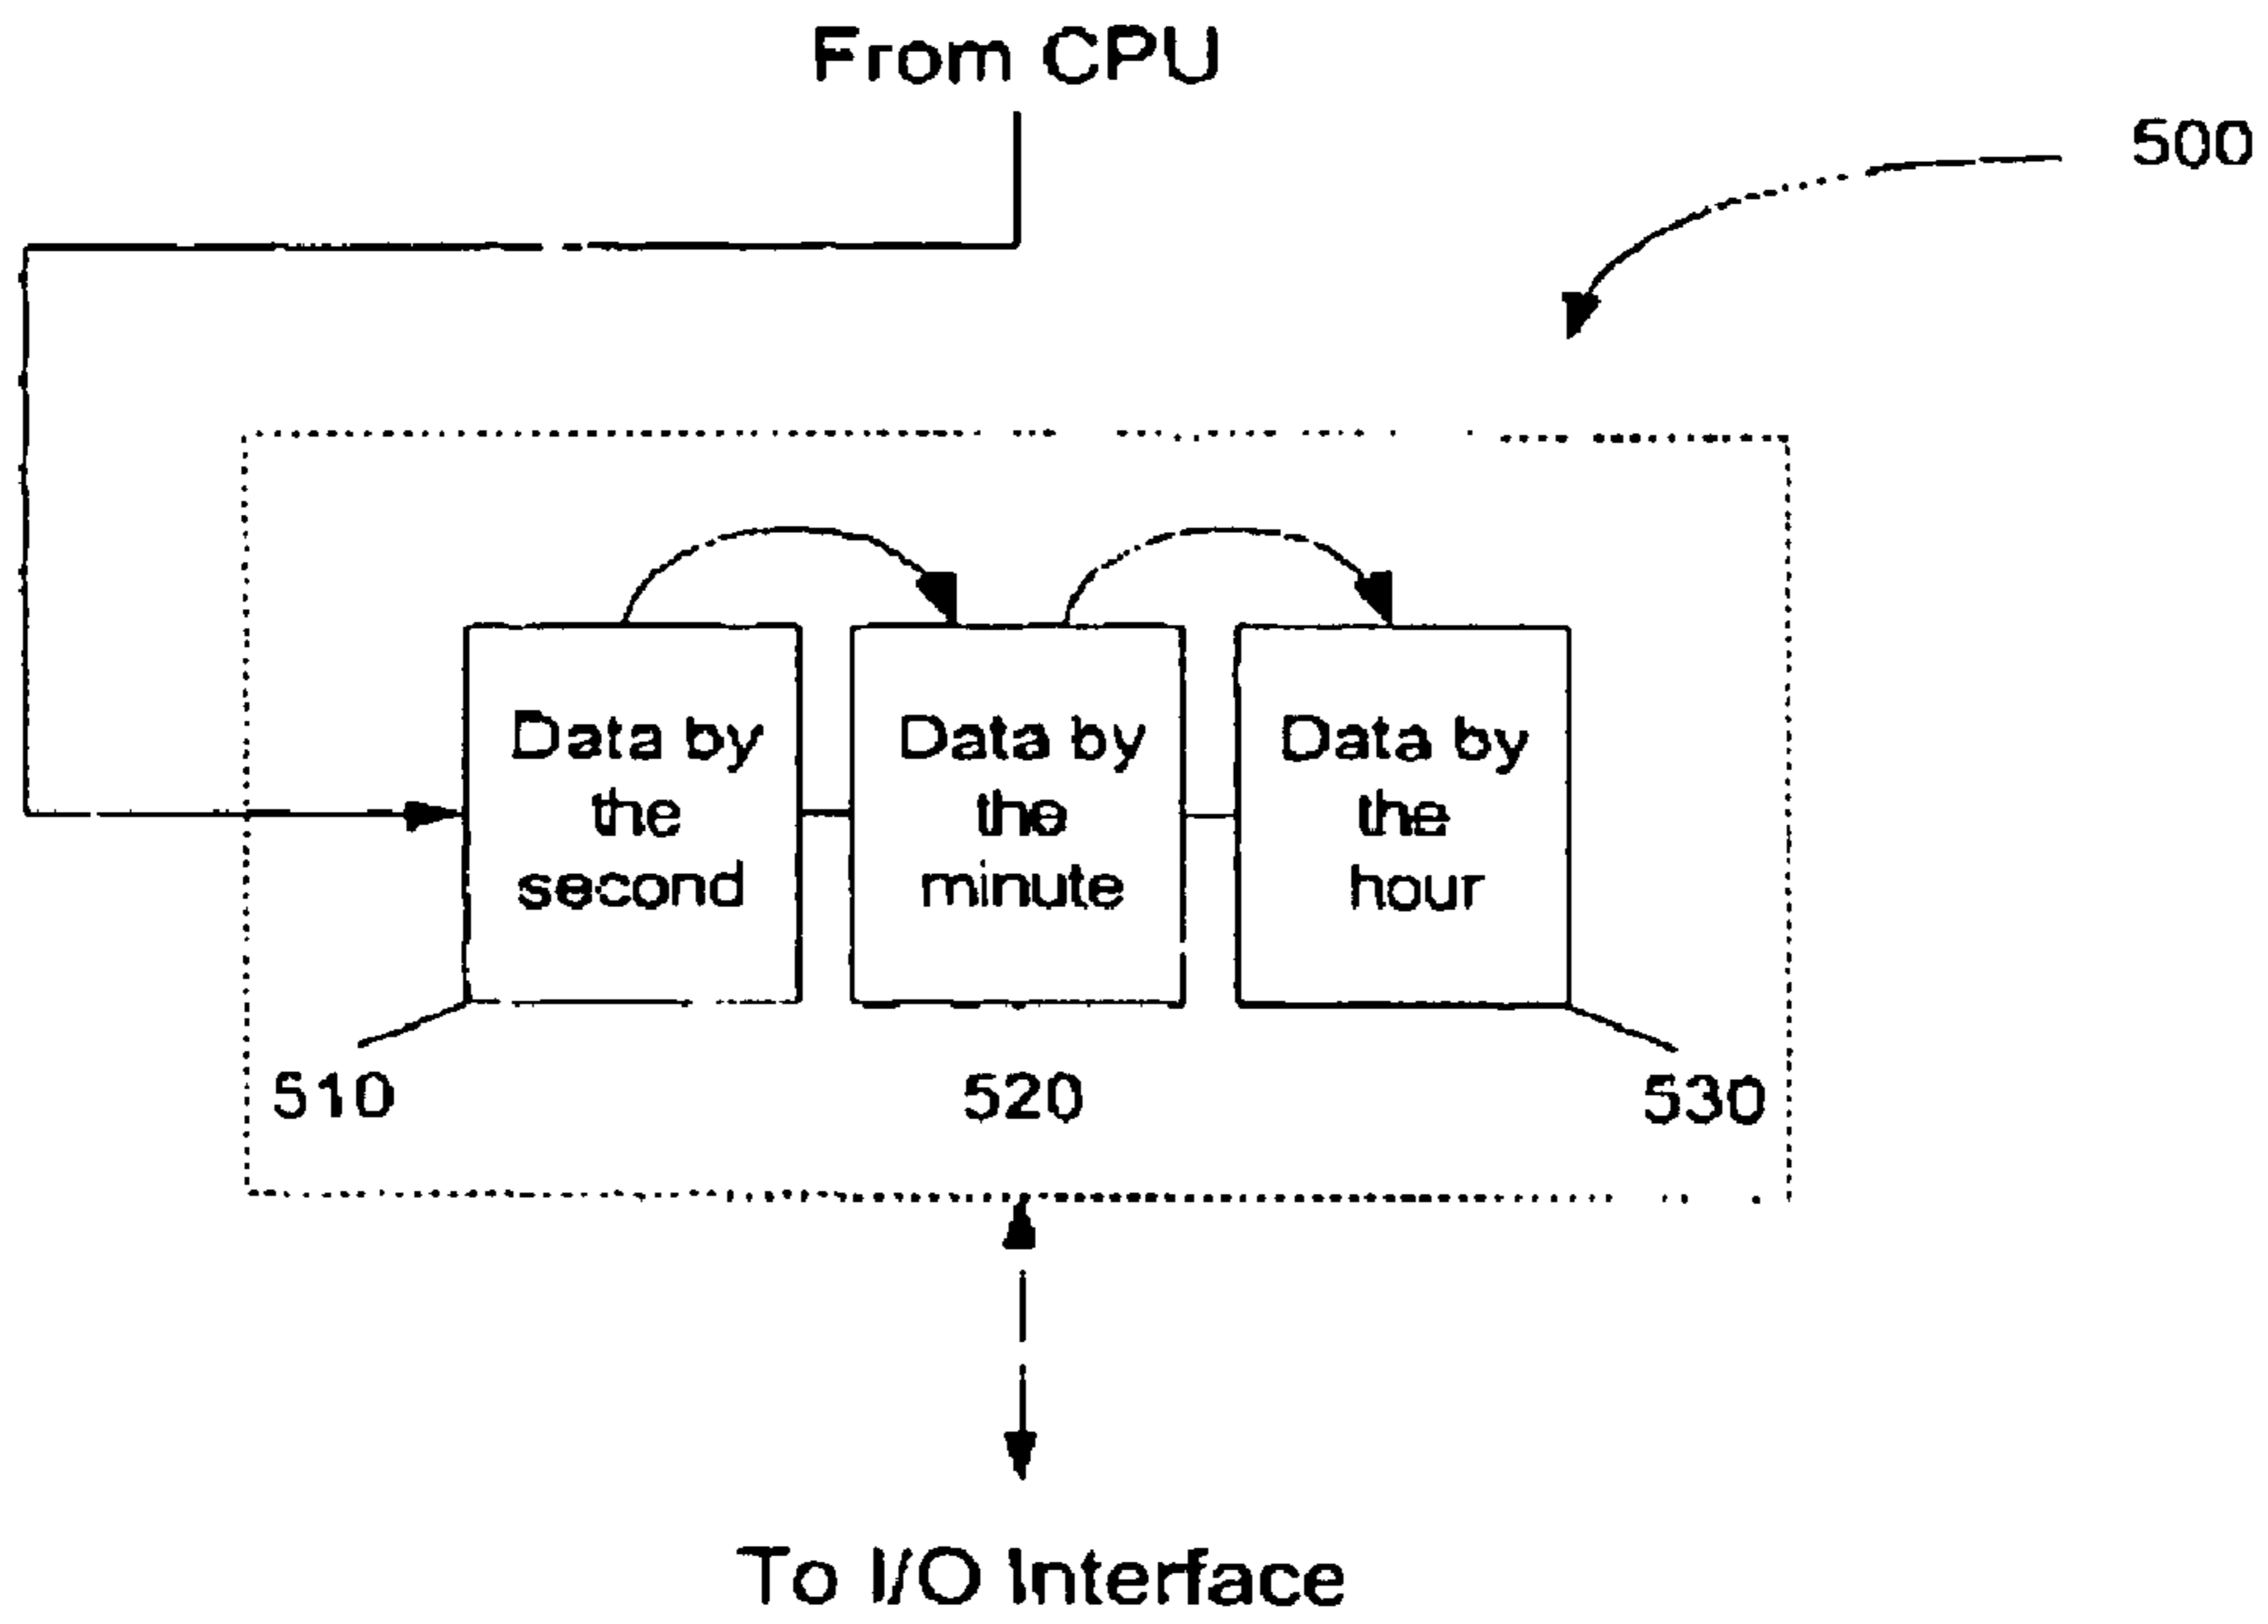 From CPU
500
Data by
the
second
Data by
the
minute
Data by
the
hour
510
520
530
To I/O Interface